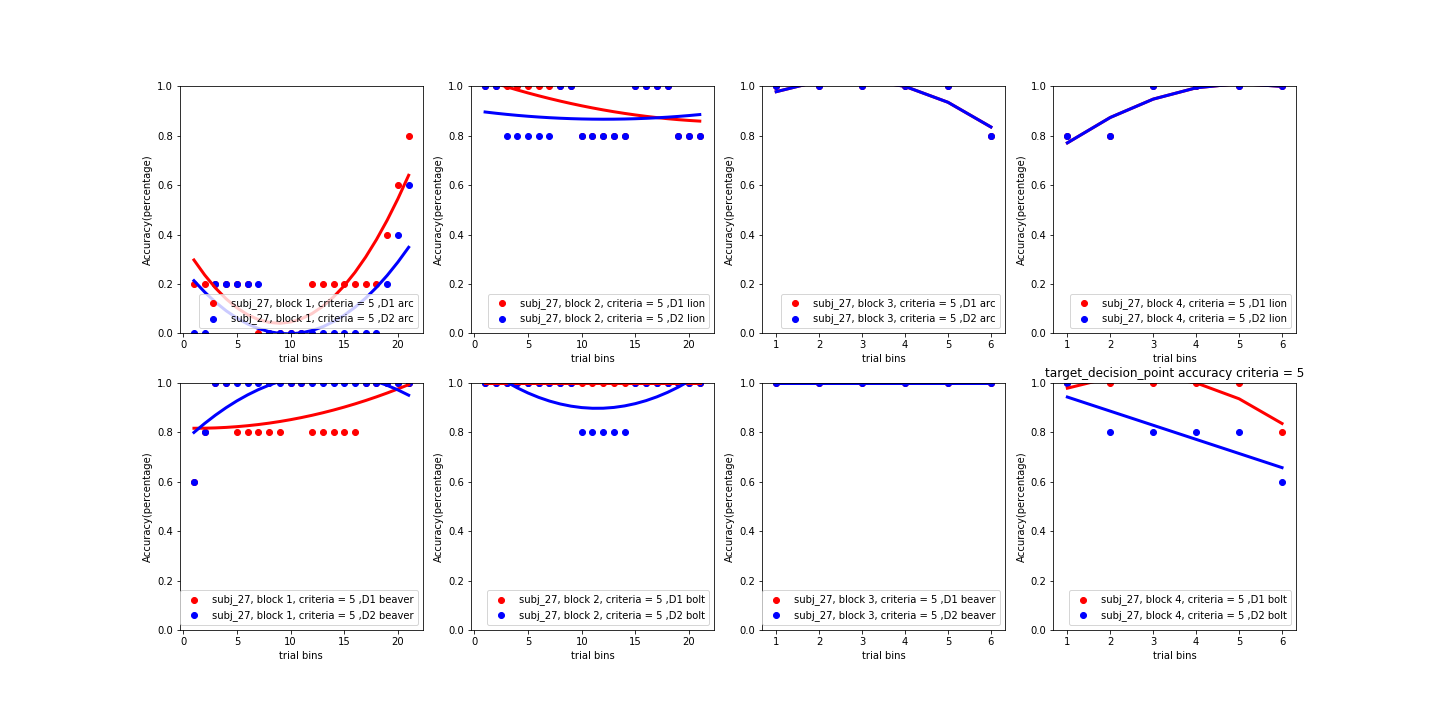 1.0
0.8
0.6
0.4
0.2
0.0
Accuracy(percentage)
subj_27, block 1, criteria = 5 ,D1 arc
subj_27, block 1, criteria = 5 ,D2 arc
0 5 10 15 20
trial bins
1.0
0.8
0.6
0.4
0.2
0.0
Accuracy(percentage)
subj_27, block 2, criteria = 5 ,D1 lion
subj_27, block 2, criteria = 5 ,D2 lion
0 5 10 15 20
trial bins
1.0
0.8
0.6
0.4
0.2
0.0
Accuracy(percentage)
subj_27, block 3, criteria = 5 ,D1 arc
subj_27, block 3, criteria = 5 ,D2 arc
1 2 3 4 5 6
trial bins
1.0
0.8
0.6
0.4
0.2
0.0
Accuracy(percentage)
subj_27, block 4, criteria = 5 ,D1 lion
subj_27, block 4, criteria = 5 ,D2 lion
1 2 3 4 5 6
trial bins
1.0
0.8
0.6
0.4
0.2
0.0
Accuracy(percentage)
subj_27, block 1, criteria = 5 ,D1 beaver
subj_27, block 1, criteria = 5 ,D2 beaver
0 5 10 15 20
trial bins
1.0
0.8
0.6
0.4
0.2
0.0
Accuracy(percentage)
subj_27, block 2, criteria = 5 ,D1 bolt
subj_27, block 2, criteria = 5 ,D2 bolt
0 5 10 15 20
trial bins
1.0
0.8
0.6
0.4
0.2
0.0
Accuracy(percentage)
subj_27, block 3, criteria = 5 ,D1 beaver
subj_27, block 3, criteria = 5 ,D2 beaver
1 2 3 4 5 6
trial bins
target_decision_point accuracy criteria = 5
1.0
0.8
0.6
0.4
0.2
0.0
Accuracy(percentage)
subj_27, block 4, criteria = 5 ,D1 bolt
subj_27, block 4, criteria = 5 ,D2 bolt
1 2 3 4 5 6
trial bins